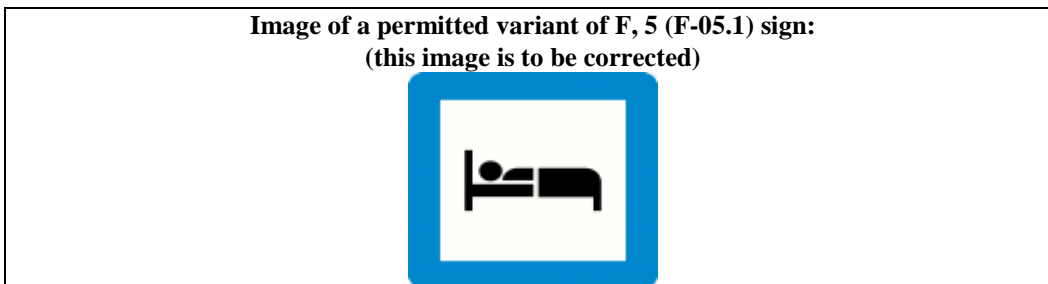 Image of a permitted variant of F, 5 (F-05.1) sign:
(this image is to be corrected)